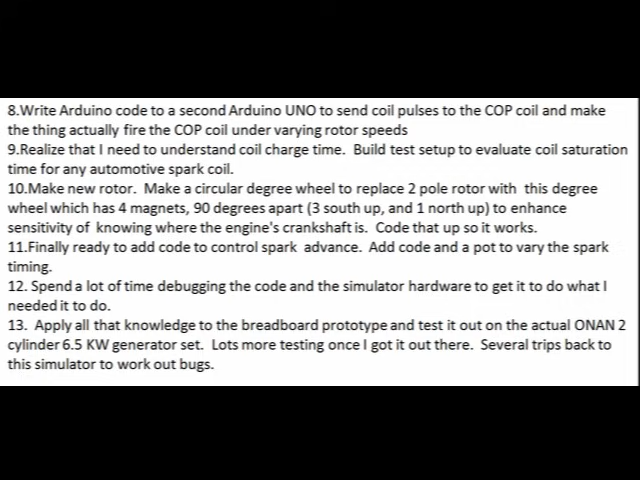 8.Write Arduino code to a second Arduino UNO to send coil pulses to the COP coil and make
the thing actually fire the COP coil under varying rotor speeds
9.Realize that I need to understand coil charge time.  Build test setup to evaluate coil saturation
time for any automotive spark coil.
10.Make new rotor.  Make a circular degree wheel to replace 2 pole rotor with  this degree
wheel which has 4 magnets, 90 degrees apart (3 south up, and 1 north up) to enhance
sensitivity of  knowing where the engine's crankshaft is.  Code that up so it works.
11.Finally ready to add code to control spark  advance.  Add code and a pot to vary the spark
timing.
12. Spend a lot of time debugging the code and the simulator hardware to get it to do what I
needed it to do.
13.  Apply all that knowledge to the breadboard prototype and test it out on the actual ONAN 2
cylinder 6.5 KW generator set.  Lots more testing once I got it out there.  Several trips back to
this simulator to work out bugs.